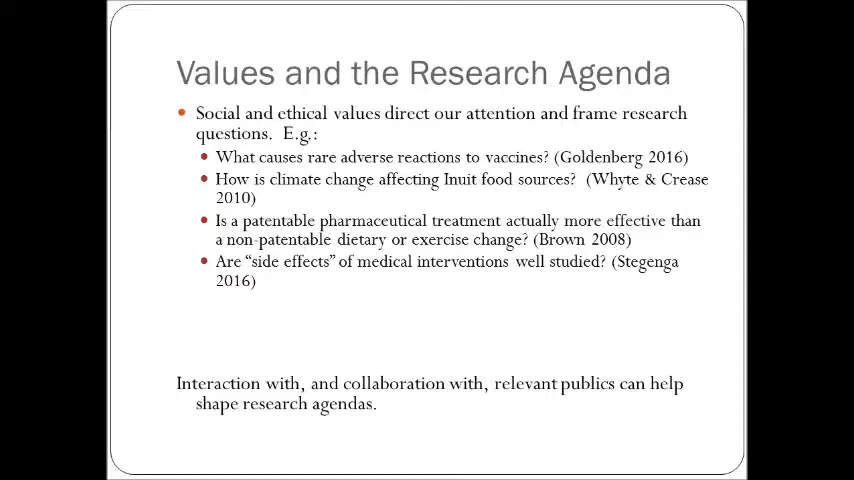 Values and the Research Agenda
Social and ethical values direct our attention and frame research
questions. E.g.:
What causes rare adverse reactions to vaccines? (Goldenberg 2016)
How is climate change affecting Inuit food sources? (Whyte & Crease
2010)
Is a patentable pharmaceutical treatment actually more effective than
a non-patentable dietary or exercise change? (Brown 2008)
Are “side effects” of medical interventions well studied? (Stegenga
2016)
Interaction with, and collaboration with, relevant publics can help
shape research agendas.